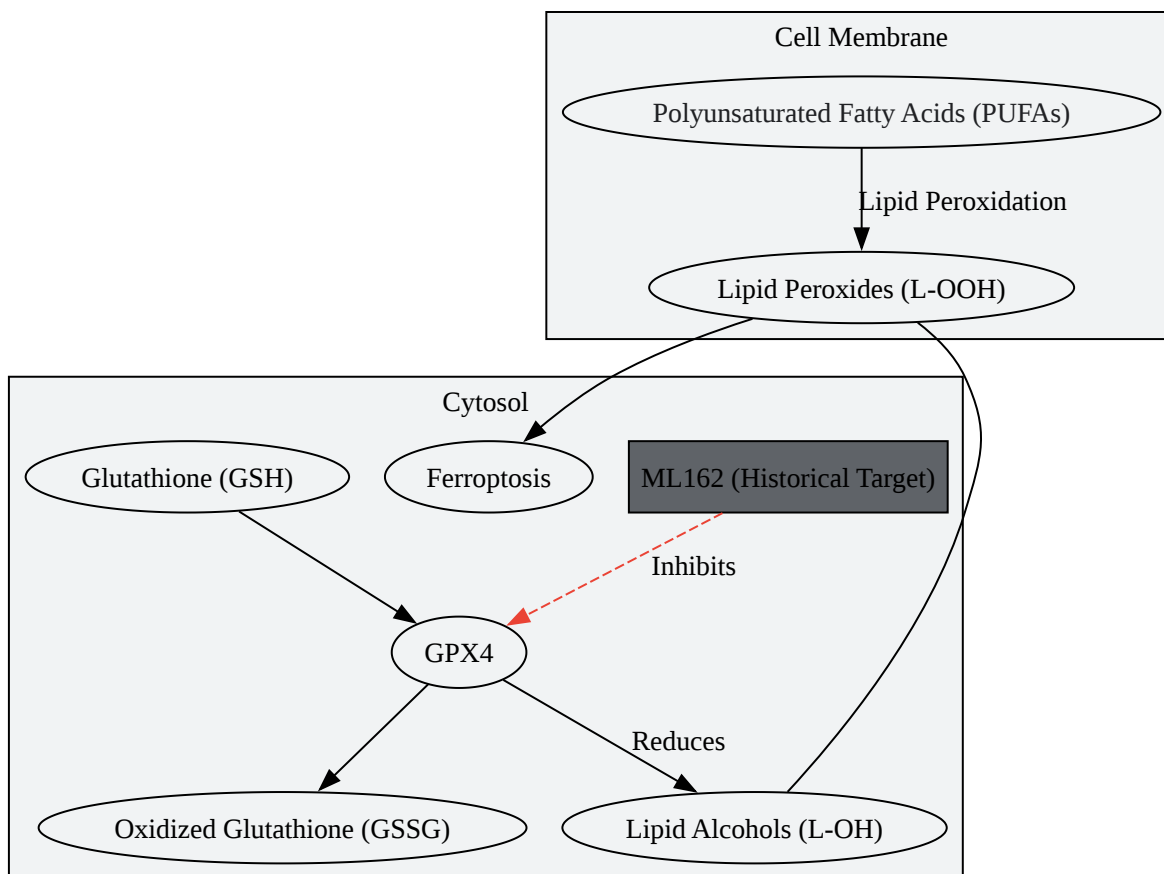 Cell Membrane
Polyunsaturated Fatty Acids (PUFAs)
Lipid Peroxidation
Lipid Peroxides (L-OOH)
Cytosol
Glutathione (GSH)
Ferroptosis
ML162 (Historical Target)
Inhibits
GPX4
Reduces
Oxidized Glutathione (GSSG)
Lipid Alcohols (L-OH)